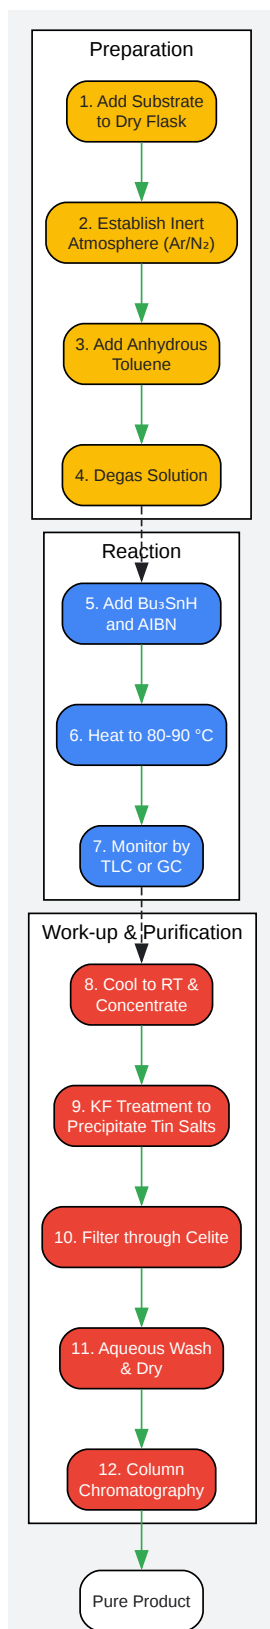 Preparation
1. Add Substrate
to Dry Flask
2. Establish Inert
Atmosphere (Ar/N₂)
3. Add Anhydrous
Toluene
4. Degas Solution
Reaction
5. Add Bu₃SnH
and AIBN
6. Heat to 80-90 °C
7. Monitor by
TLC or GC
Work-up & Purification
8. Cool to RT &
Concentrate
9. KF Treatment to
Precipitate Tin Salts
10. Filter through Celite
11. Aqueous Wash
& Dry
12. Column
Chromatography
Pure Product